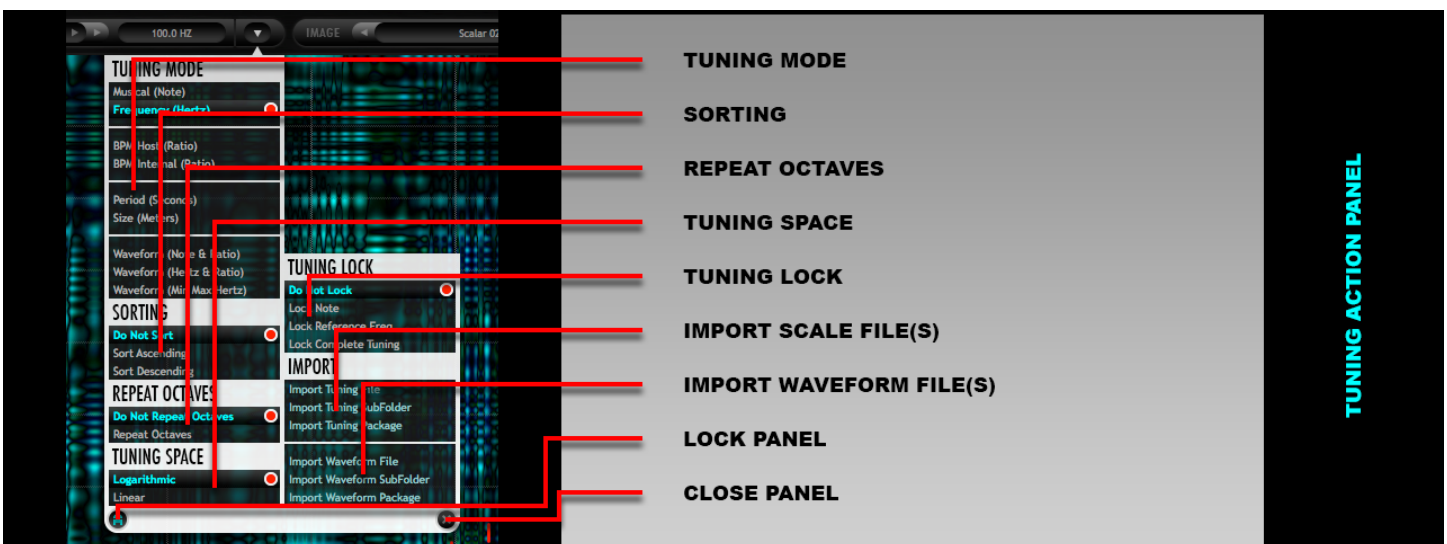 100.0 HZ
IMAGE
Scalar 02
TUNING MODE
Musical (Note)
Frequency (Hertz)
BPM Host (Ratio)
BPM Internal (Ratio)
Period (Seconds)
Size (Meters)
Waveform (Note & Ratio)
Waveform (Hertz & Ratio)
Waveform (Min Max Hertz)
SORTING
Do Not Sort
Sort Ascending
Sort Descending
REPEAT OCTAVES
Do Not Repeat Octaves
Repeat Octaves
TUNING SPACE
Logarithmic
Linear
TUNING LOCK
Do Not Lock
Lock Note
Lock Reference Freq
Lock Complete Tuning
IMPORT
Import Tuning File
Import Tuning SubFolder
Import Tuning Package
Import Waveform File
Import Waveform SubFolder
Import Waveform Package
TUNING MODE
SORTING
REPEAT OCTAVES
TUNING SPACE
TUNING LOCK
IMPORT SCALE FILE(S)
IMPORT WAVEFORM FILE(S)
LOCK PANEL
CLOSE PANEL
TUNING ACTION PANEL